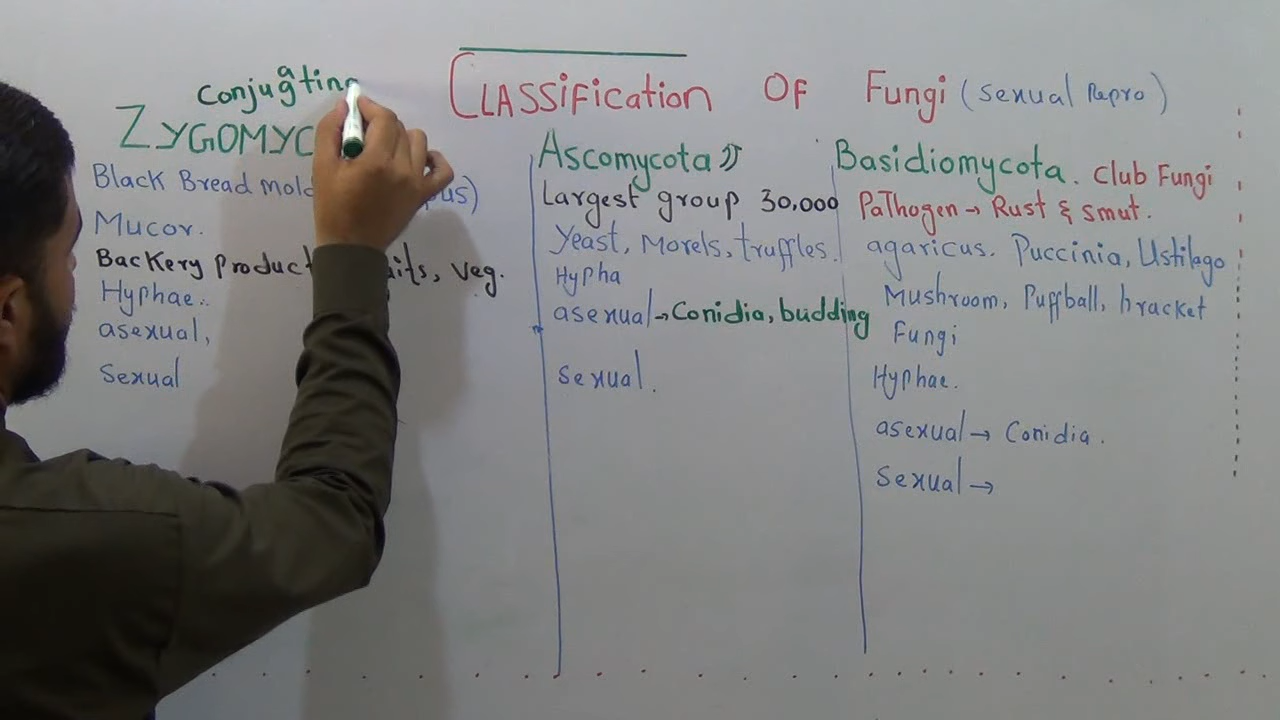 Conjugating
CLASSification OF Fungi (Sexual Repro)
ZYGOMYC
Black Bread mold
Mucor.
Backery product , Veg.
Hyphae..
asexual,
Sexual
Ascomycota
Largest group 30,000
Yeast, Morels, truffles.
Hypha
asexual → Conidia, budding
Sexual.
Basidiomycota. Club Fungi
PaThogen → Rust & smut.
agaricus. Puccinia, Ustilago
Mushroom, Puffball, bracket
Fungi
Hyphae.
asexual → Conidia.
Sexual →